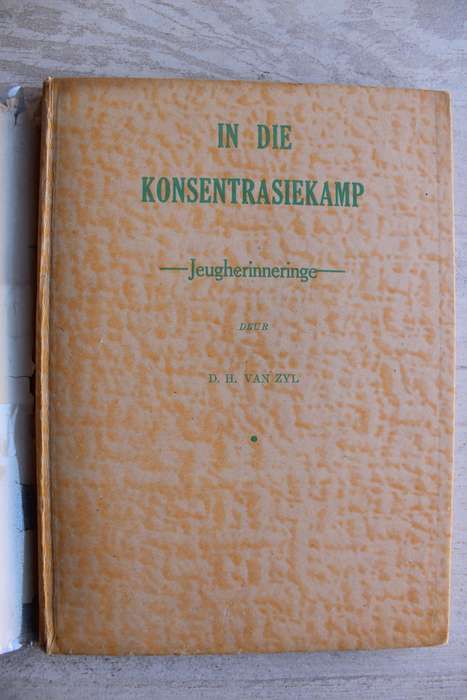 IN DIE
KONSENTRASIEKAMP
—Jeugherinneringe—
DEUR
D. H. VAN ZYL